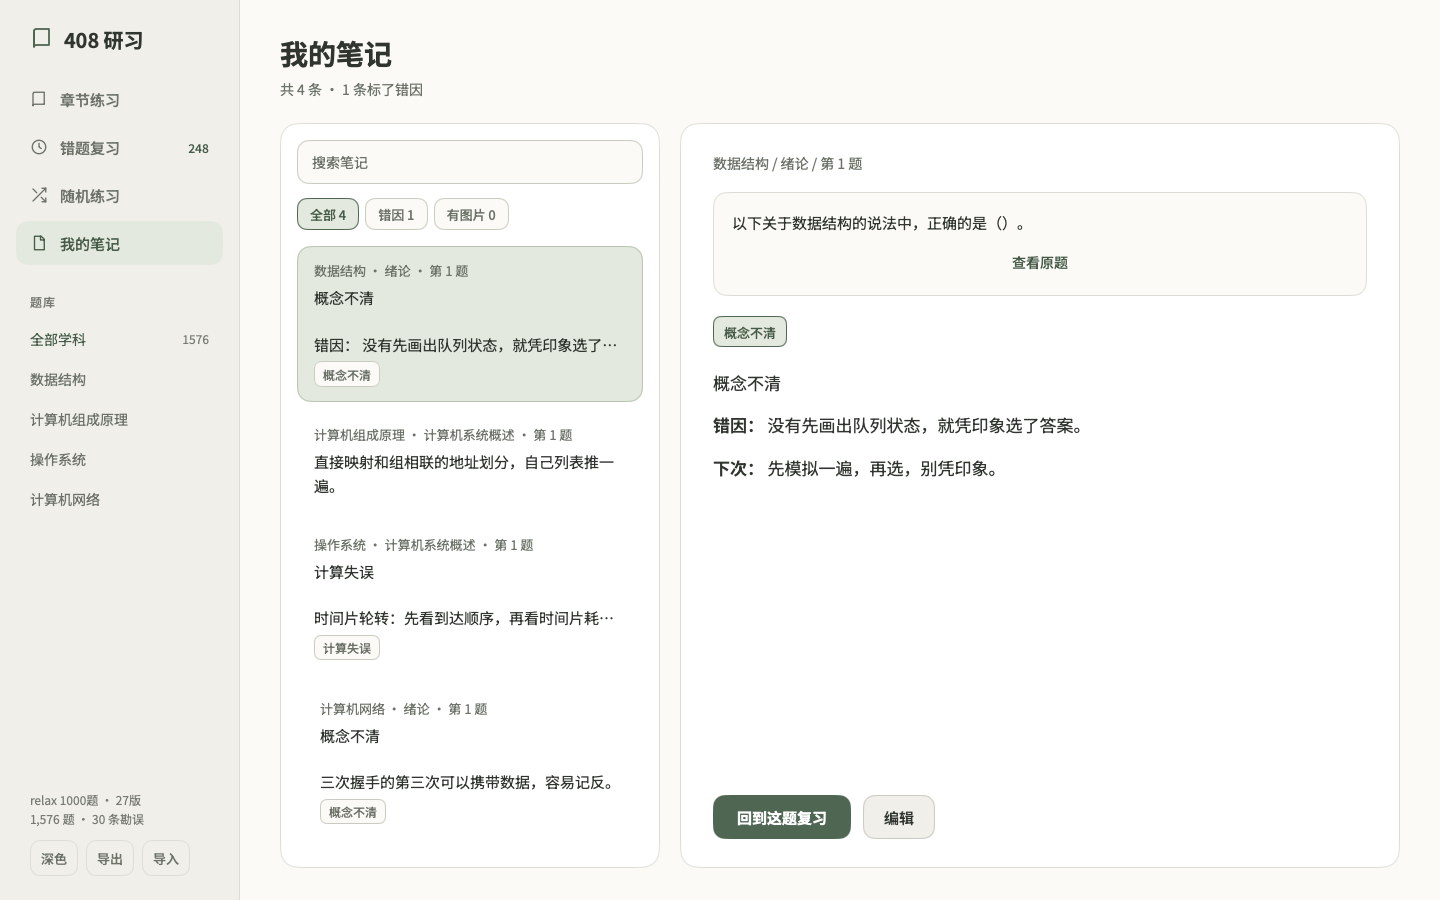 408 研习
章节练习
错题复习 248
随机练习
我的笔记
题库
全部学科 1576
数据结构
计算机组成原理
操作系统
计算机网络
relax 1000题 · 27版
1,576 题 · 30 条勘误
深色 导出 导入
我的笔记
共 4 条 · 1 条标了错因
搜索笔记
全部 4 错因 1 有图片 0
数据结构 · 绪论 · 第 1 题
概念不清
错因： 没有先画出队列状态，就凭印象选了…
概念不清
计算机组成原理 · 计算机系统概述 · 第 1 题
直接映射和组相联的地址划分，自己列表推一
遍。
操作系统 · 计算机系统概述 · 第 1 题
计算失误
时间片轮转：先看到达顺序，再看时间片耗…
计算失误
计算机网络 · 绪论 · 第 1 题
概念不清
三次握手的第三次可以携带数据，容易记反。
概念不清
数据结构 / 绪论 / 第 1 题
以下关于数据结构的说法中，正确的是（）。
查看原题
概念不清
概念不清
错因： 没有先画出队列状态，就凭印象选了答案。
下次： 先模拟一遍，再选，别凭印象。
回到这题复习 编辑